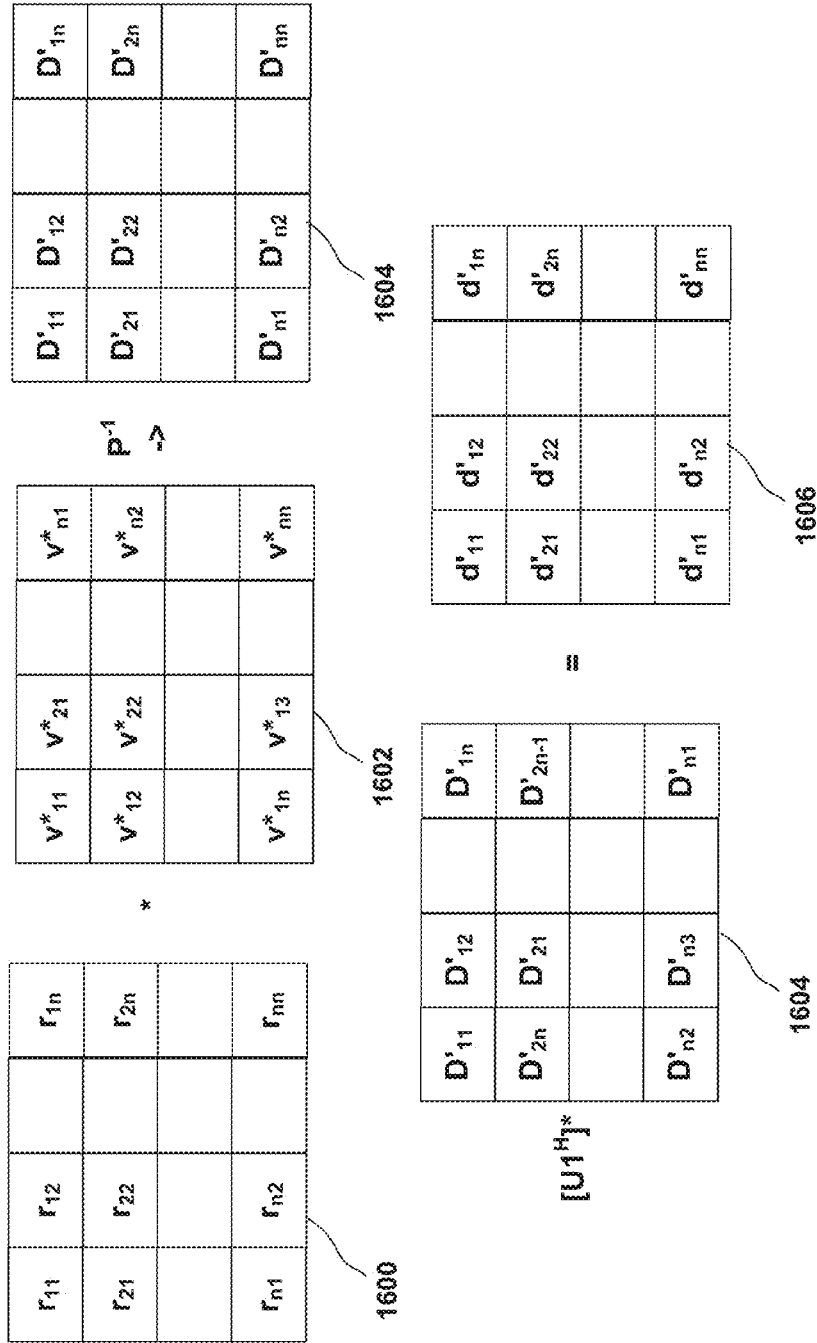 r11 r12 r1n
r21 r22 r2n
rn1 rn2 rnn
1600
*
v*11 v*21 v*n1
v*12 v*22 v*n2
v*1n v*13 v*nn
1602
P-1
->
D'11 D'12 D'1n
D'21 D'22 D'2n
D'n1 D'n2 D'nn
1604
[U1H]*
D'11 D'12 D'1n
D'2n D'21 D'2n-1
D'n2 D'n3 D'n1
1604
=
d'11 d'12 d'1n
d'21 d'22 d'2n
d'n1 d'n2 d'nn
1606